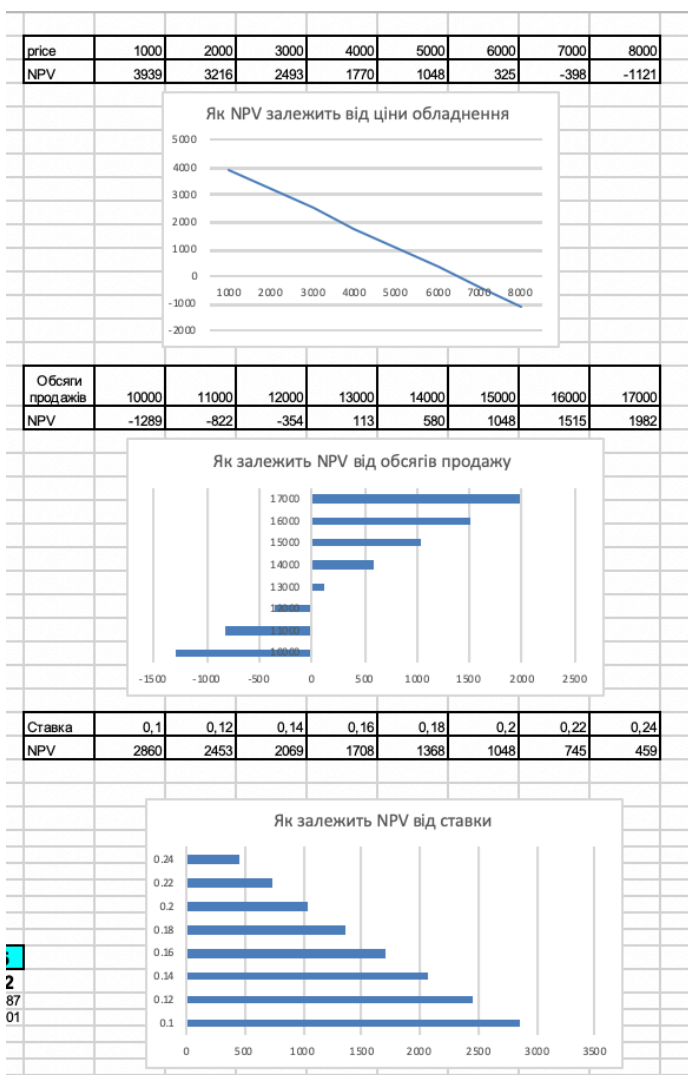 price 1000 2000 3000 4000 5000 6000 7000 8000
NPV 3939 3216 2493 1770 1048 325 -398 -1121
Як NPV залежить від ціни обладнення
5000
4000
3000
2000
1000
0
1000 2000 3000 4000 5000 6000 7000 8000
-1000
-2000
Обсяги
продажів 10000 11000 12000 13000 14000 15000 16000 17000
NPV -1289 -822 -354 113 580 1048 1515 1982
Як залежить NPV від обсягів продажу
17000
16000
15000
14000
13000
12000
11000
10000
-1500 -1000 -500 0 500 1000 1500 2000 2500
Ставка 0,1 0,12 0,14 0,16 0,18 0,2 0,22 0,24
NPV 2860 2453 2069 1708 1368 1048 745 459
Як залежить NPV від ставки
0.24
0.22
0.2
0.18
0.16
0.14
0.12
0.1
0 500 1000 1500 2000 2500 3000 3500
2
87
01